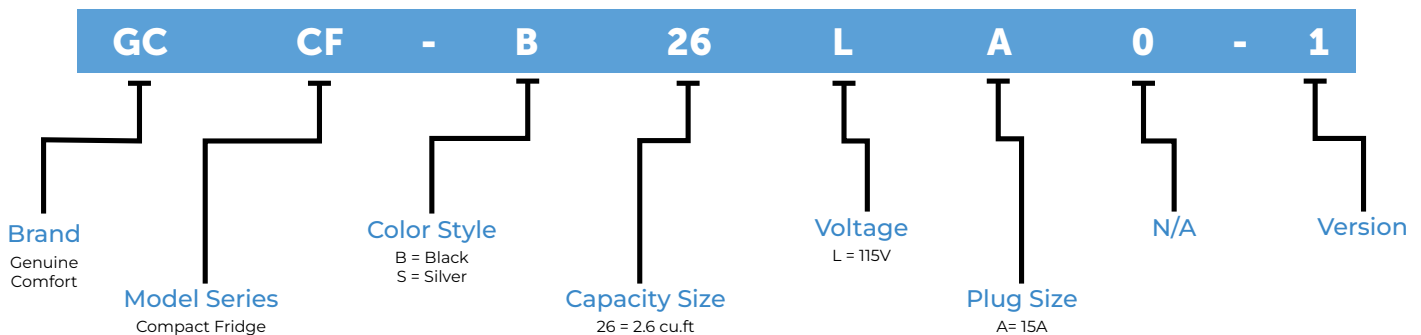 GC CF - B 26 L A 0 - 1
Brand
Genuine
Comfort
Model Series
Compact Fridge
Color Style
B = Black
S = Silver
Capacity Size
26 = 2.6 cu.ft
Voltage
L = 115V
Plug Size
A= 15A
N/A
Version